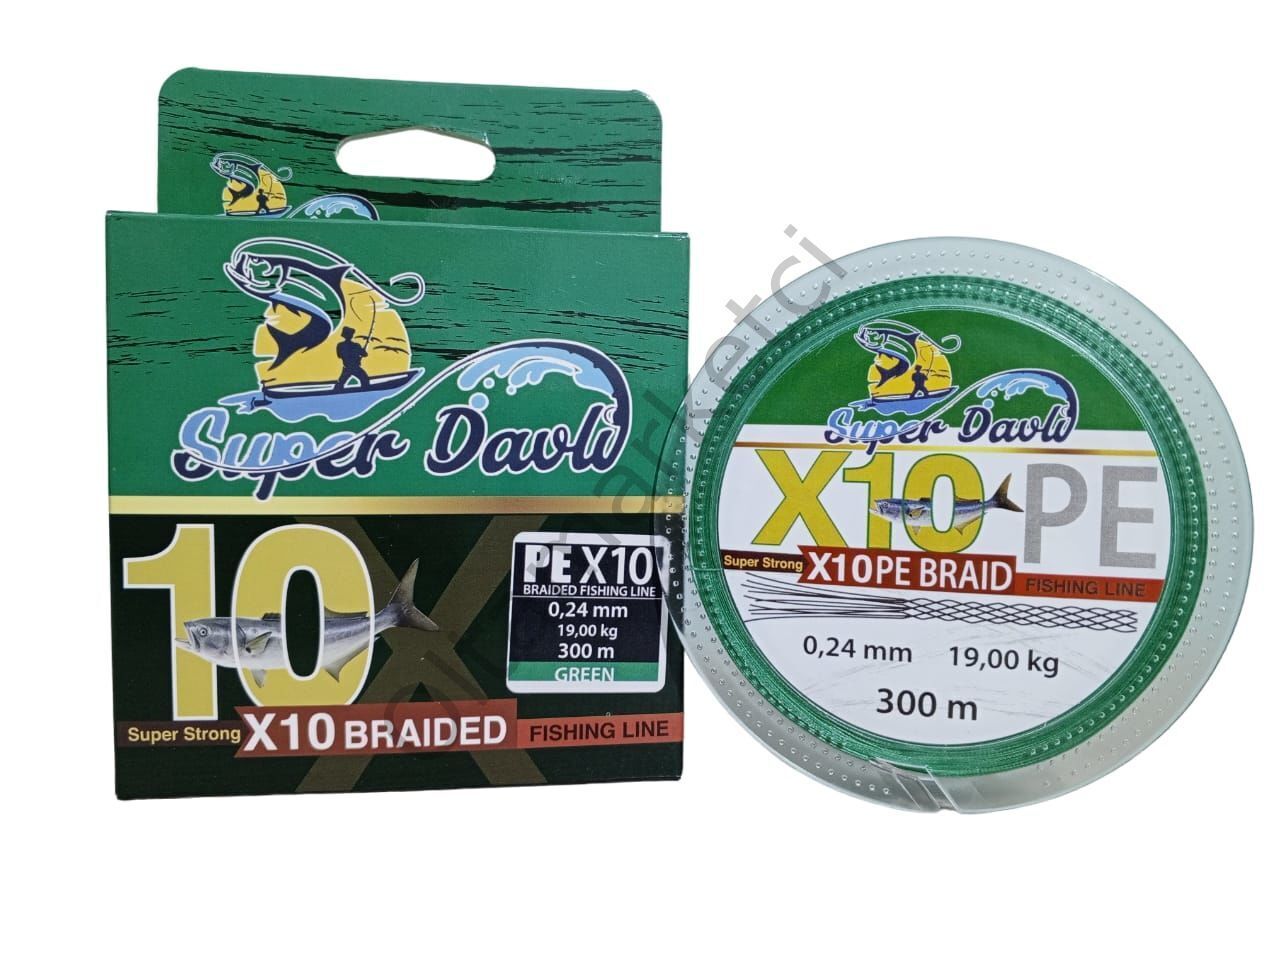 Super Davlı
10
X
PE X10
BRAIDED FISHING LINE
0,24 mm
19,00 kg
300 m
GREEN
Super Strong X10 BRAIDED FISHING LINE
Super Davlı
X10 PE
Super Strong X10 PE BRAID FISHING LINE
0,24 mm 19,00 kg
300 m